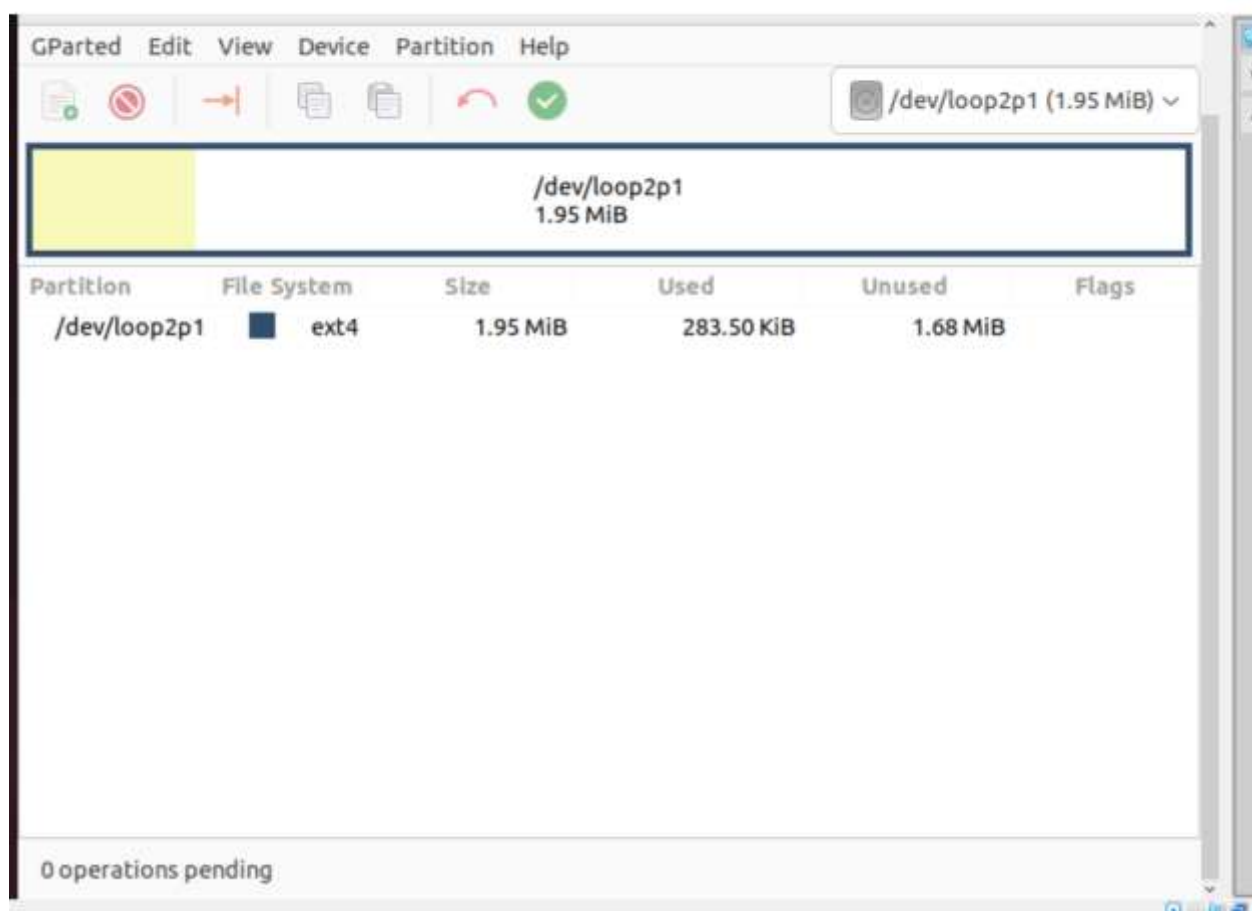 GParted Edit View Device Partition Help
/dev/loop2p1 (1.95 MiB)
/dev/loop2p1
1.95 MiB
Partition File System Size Used Unused Flags
/dev/loop2p1 ext4 1.95 MiB 283.50 KiB 1.68 MiB
0 operations pending